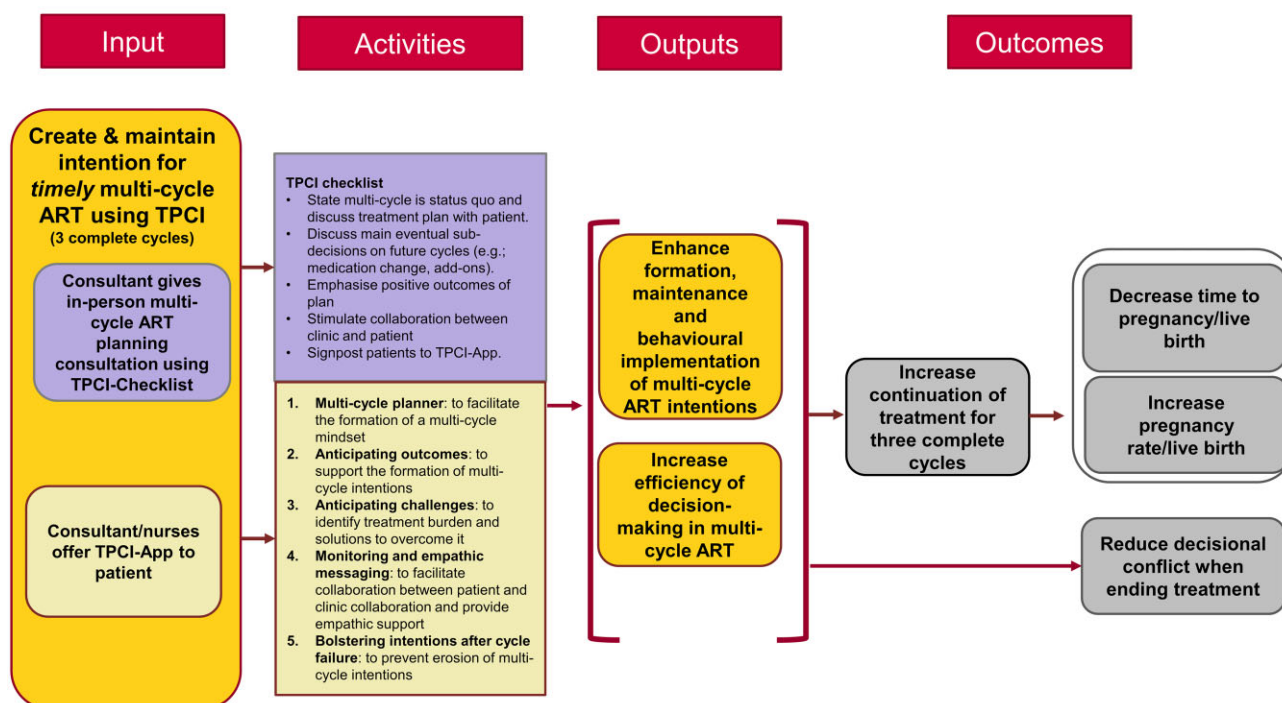 Input
Activities
Outputs
Outcomes
Create & maintain
intention for
timely multi-cycle
ART using TPCI
(3 complete cycles)
Consultant gives
in-person multi-
cycle ART
planning
consultation using
TPCI-Checklist
Consultant/nurses
offer TPCI-App to
patient
TPCI checklist
• State multi-cycle is status quo and
discuss treatment plan with patient.
• Discuss main eventual sub-
decisions on future cycles (e.g.;
medication change, add-ons).
• Emphasise positive outcomes of
plan
• Stimulate collaboration between
clinic and patient
• Signpost patients to TPCI-App.
1. Multi-cycle planner: to facilitate
the formation of a multi-cycle
mindset
2. Anticipating outcomes: to
support the formation of multi-
cycle intentions
3. Anticipating challenges: to
identify treatment burden and
solutions to overcome it
4. Monitoring and empathic
messaging: to facilitate
collaboration between patient and
clinic collaboration and provide
empathic support
5. Bolstering intentions after cycle
failure: to prevent erosion of multi-
cycle intentions
Enhance
formation,
maintenance
and
behavioural
implementation
of multi-cycle
ART intentions
Increase
efficiency of
decision-
making in multi-
cycle ART
Increase
continuation of
treatment for
three complete
cycles
Decrease time to
pregnancy/live
birth
Increase
pregnancy
rate/live birth
Reduce decisional
conflict when
ending treatment